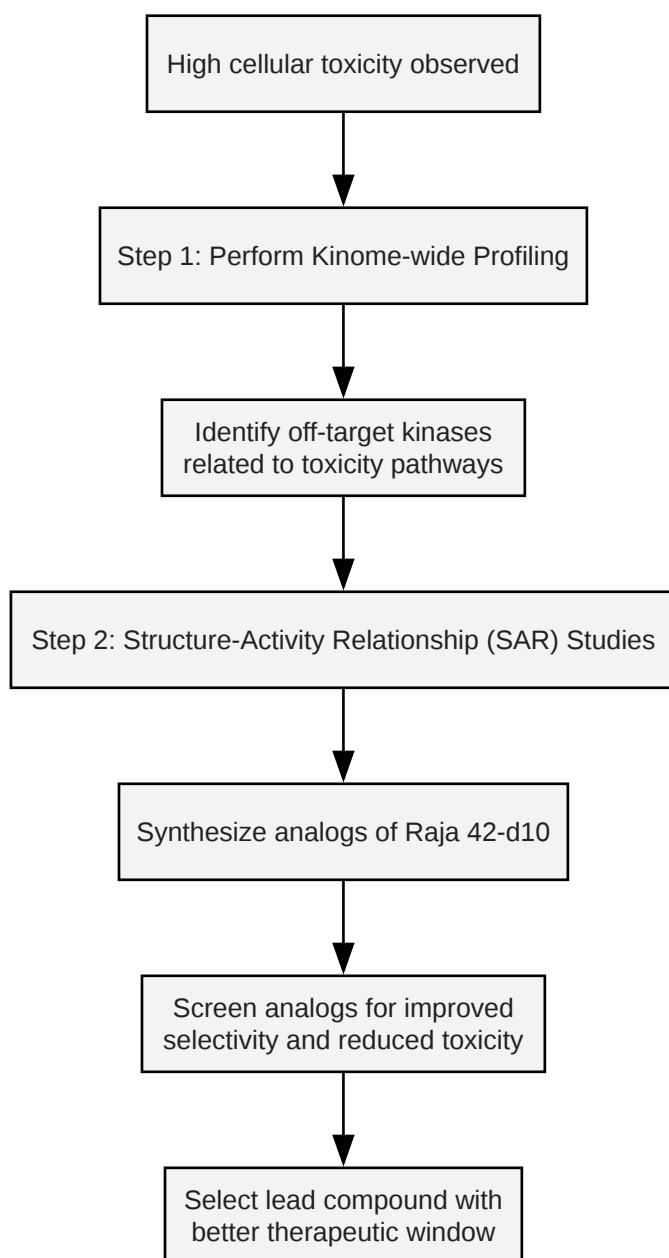 High cellular toxicity observed
Step 1: Perform Kinome-wide Profiling
Identify off-target kinases
related to toxicity pathways
Step 2: Structure-Activity Relationship (SAR) Studies
Synthesize analogs of Raja 42-d10
Screen analogs for improved
selectivity and reduced toxicity
Select lead compound with
better therapeutic window